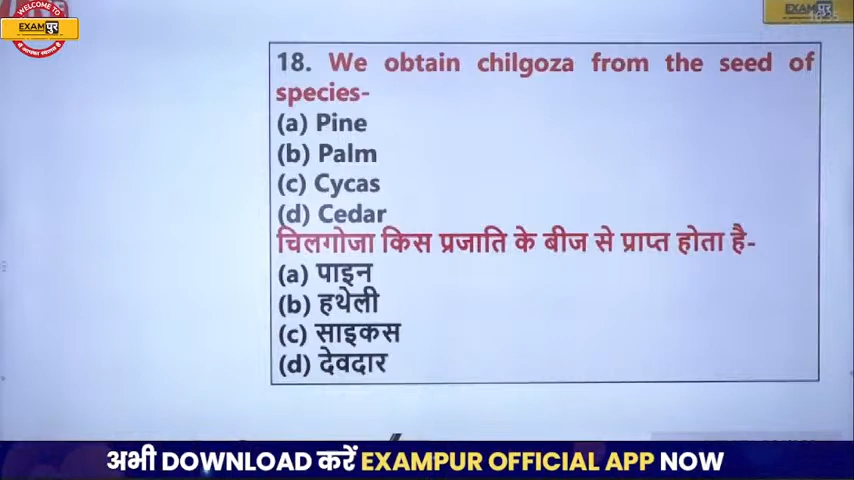 WELCOME TO
EXAMपुर
EXAMपुर
18. We obtain chilgoza from the seed of
species-
(a) Pine
(b) Palm
(c) Cycas
(d) Cedar
चिलगोजा किस प्रजाति के बीज से प्राप्त होता है-
(a) पाइन
(b) हथेली
(c) साइकस
(d) देवदार
अभी DOWNLOAD करें EXAMPUR OFFICIAL APP NOW